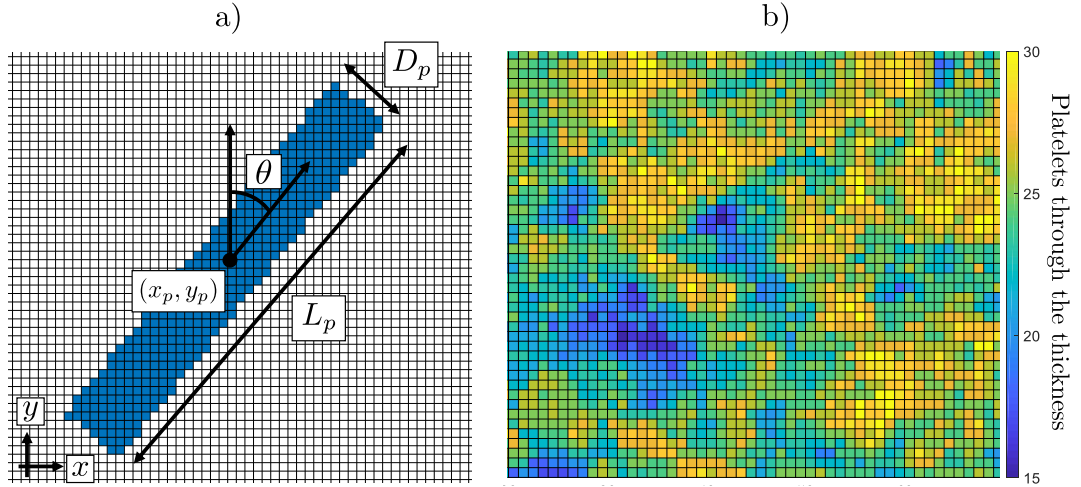 a)
b)
D_p
θ
(x_p, y_p)
L_p
y
x
30
25
20
15
Platelets through the thickness